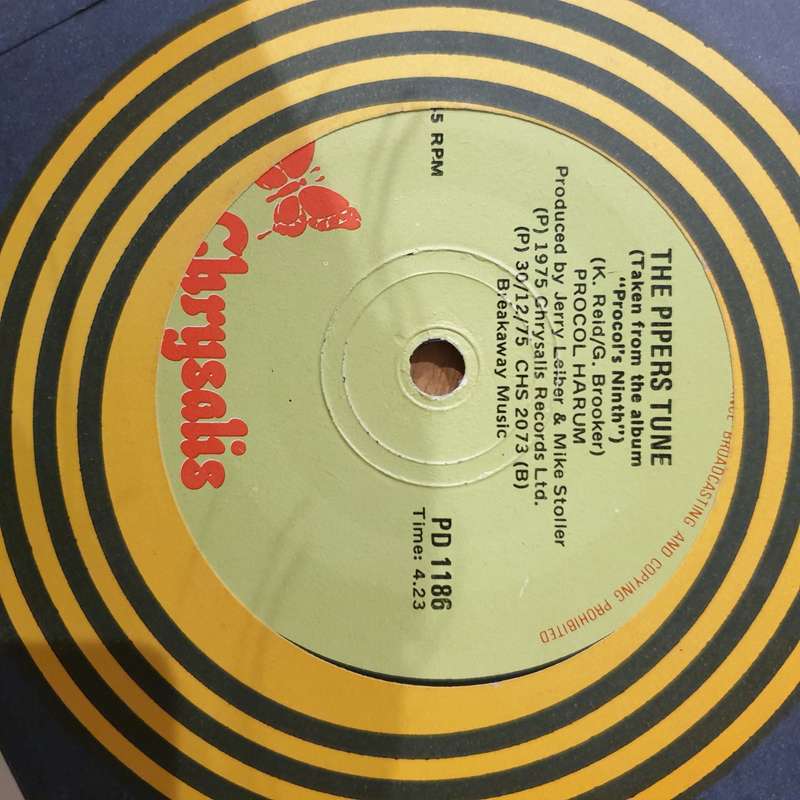 Chrysalis
45 RPM
PD 1186
Time: 4.23
Breakaway Music
(P) 30/12/75 CHS 2073 (B)
(P) 1975 Chrysalis Records Ltd.
Produced by Jerry Leiber & Mike Stoller
PROCOL HARUM
(K. Reid/G. Brooker)
"Procol's Ninth")
(Taken from the album
THE PIPERS TUNE
BROADCASTING AND COPYING PROHIBITED